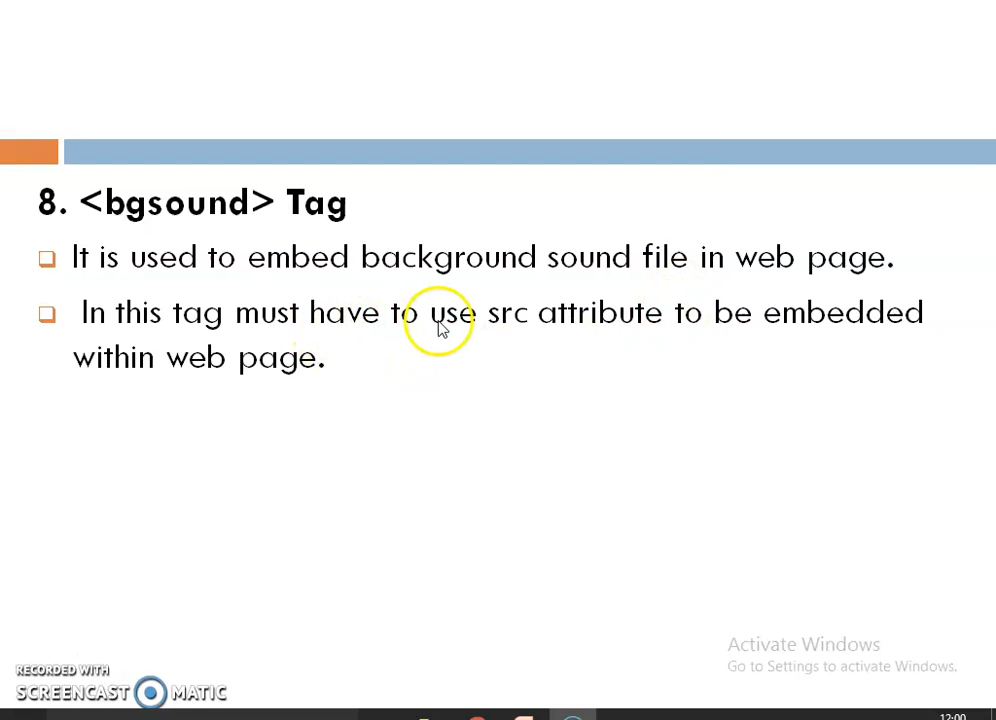 8. <bgsound> Tag
It is used to embed background sound file in web page.
In this tag must have to use src attribute to be embedded
within web page.
Activate Windows
Go to Settings to activate Windows.
RECORDED WITH
SCREENCAST MATIC
12:00